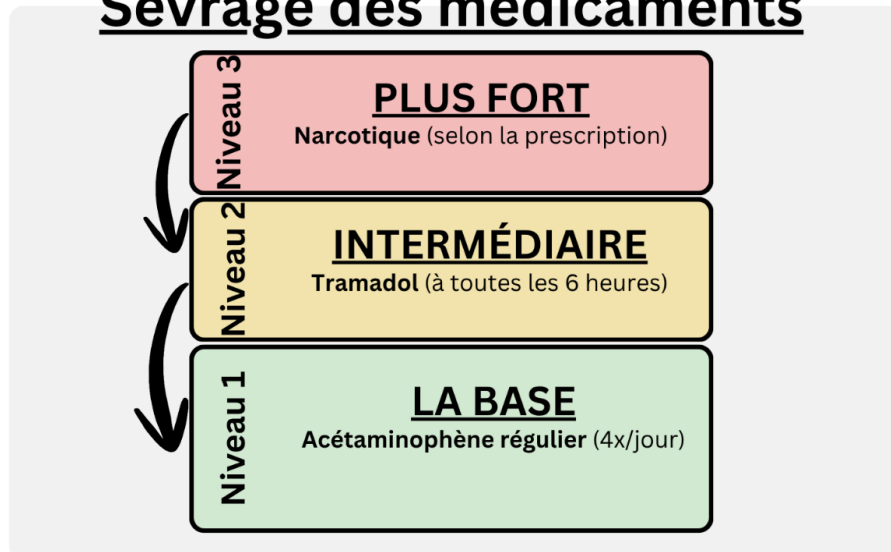 Sevrage des médicaments
Niveau 3
PLUS FORT
Narcotique (selon la prescription)
Niveau 2
INTERMÉDIAIRE
Tramadol (à toutes les 6 heures)
Niveau 1
LA BASE
Acétaminophène régulier (4x/jour)